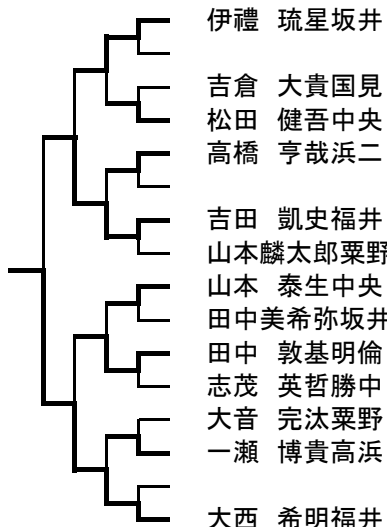 伊禮 琉星坂井
吉倉 大貴国見
松田 健吾中央
高橋 亨哉浜二
吉田 凱史福井
山本麟太郎粟野
山本 泰生中央
田中美希弥坂井
田中 敦基明倫
志茂 英哲勝中
大音 完汰粟野
一瀬 博貴高浜
大西 希明福井